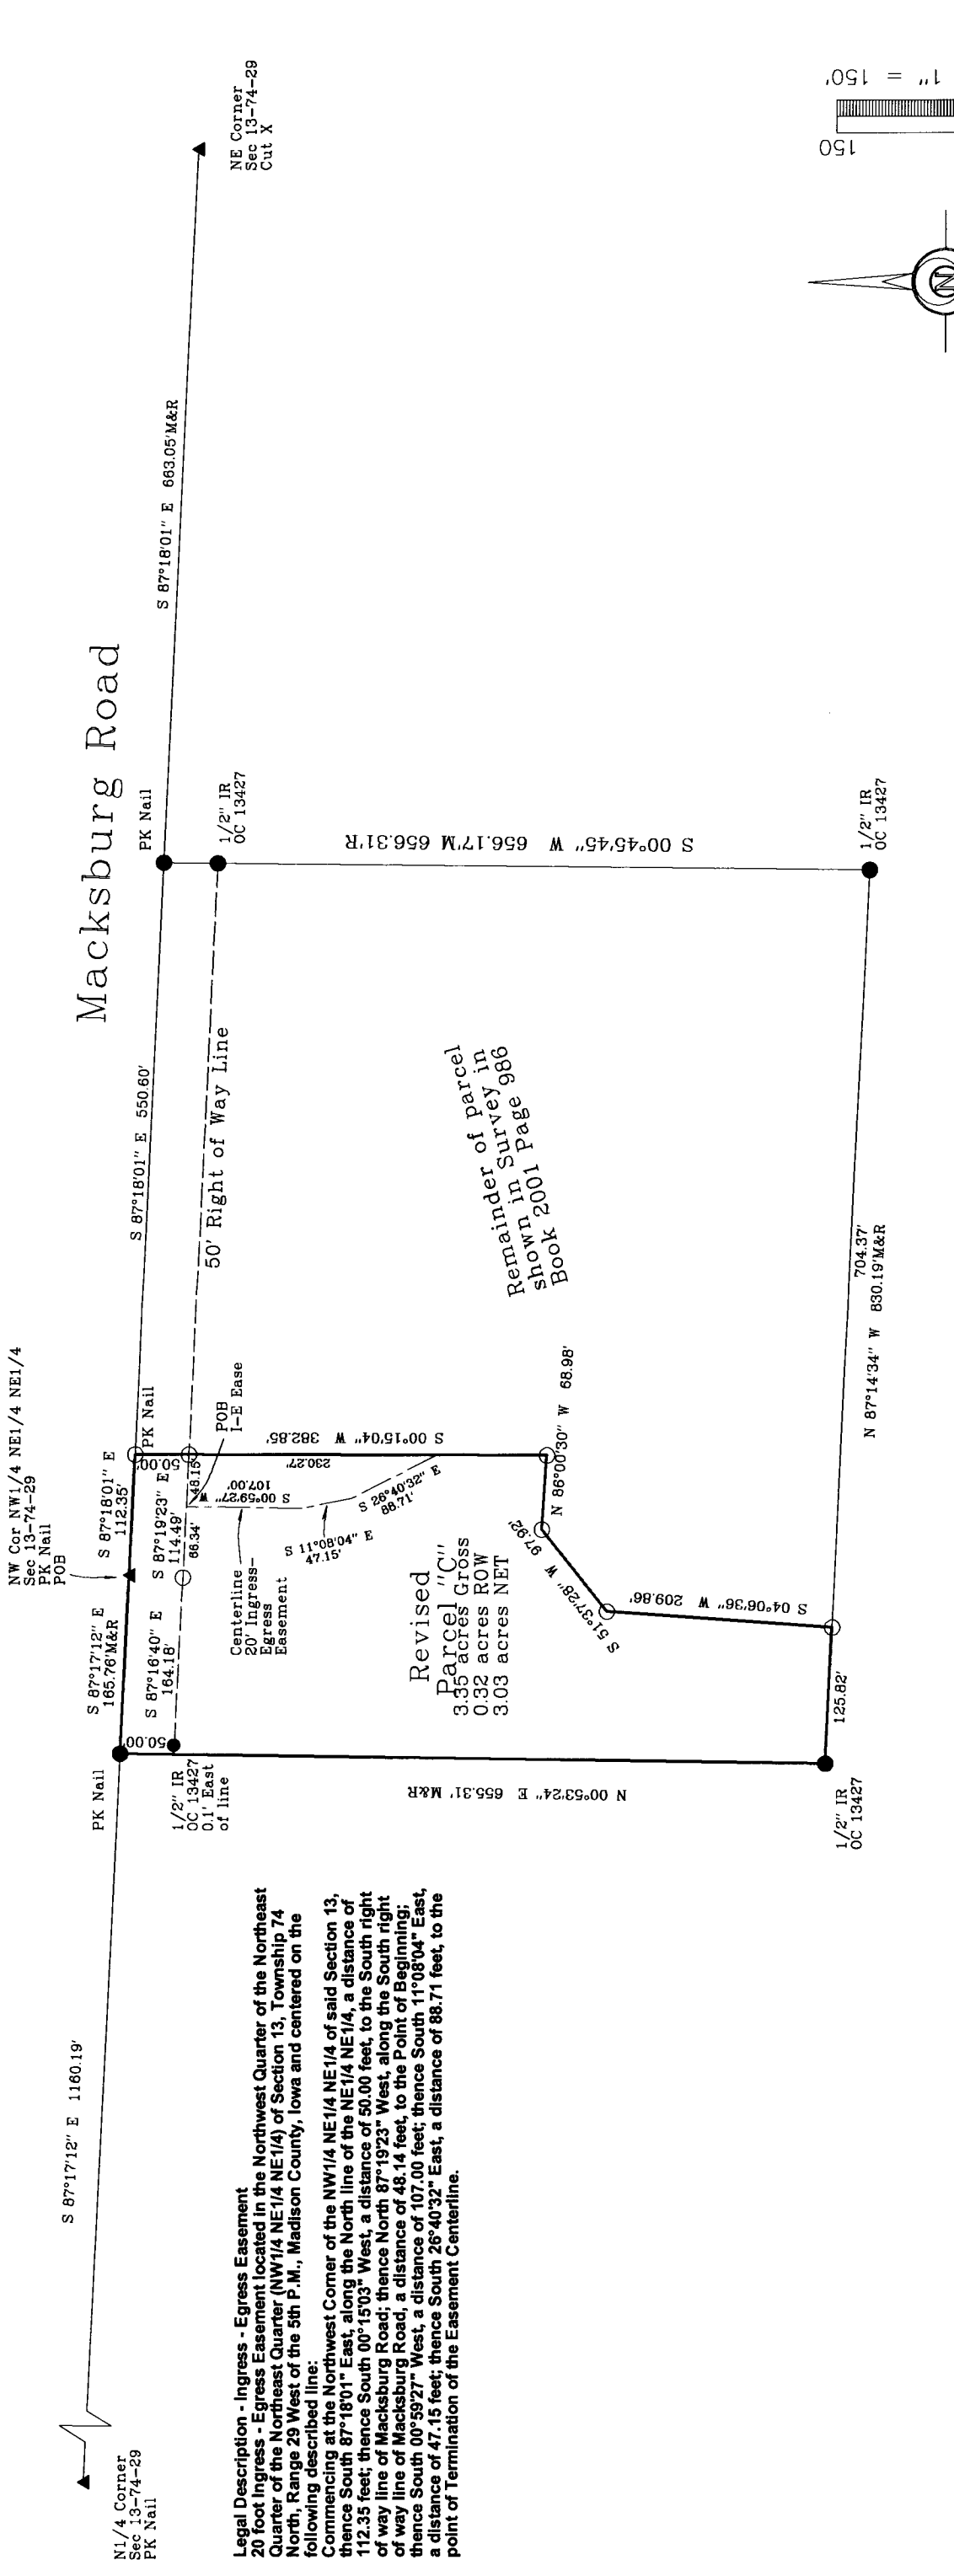 Macksburg Road
N1/4 Corner
Sec 13-74-29
PK Nail
S 87°17'12" E 1160.19'
PK Nail
S 87°17'12" E
165.76'M&R
NW Cor NW1/4 NE1/4 NE1/4
Sec 13-74-29
PK Nail
POB
S 87°18'01" E
112.35'
PK Nail
S 87°18'01" E 550.60'
PK Nail
S 87°18'01" E 663.05'M&R
NE Corner
Sec 13-74-29
Cut X
50.00'
S 87°16'40" E
164.18'
S 87°19'23" E
114.49'
66.34'
48.15'
50.00'
POB
I-E Ease
50' Right of Way Line
1/2" IR
OC 13427
0.1' East
of line
1/2" IR
OC 13427
Centerline
20' Ingress-
Egress
Easement
S 00°59'27" W
107.00'
S 11°08'04" E
47.15'
S 26°40'32" E
88.71'
S 00°15'04" W 382.85'
230.27'
N 00°53'24" E 655.31' M&R
Revised
Parcel "C"
3.35 acres Gross
0.32 acres ROW
3.03 acres NET
N 86°00'30" W 68.98'
S 51°37'28" W 97.92'
S 04°06'36" W 209.86'
125.82'
Remainder of parcel
shown in Survey in
Book 2001 Page 986
S 00°45'45" W 656.17'M 656.31'R
704.37'
N 87°14'34" W 830.19'M&R
1/2" IR
OC 13427
1/2" IR
OC 13427
N
150
1" = 150'
Legal Description - Ingress - Egress Easement
20 foot Ingress - Egress Easement located in the Northwest Quarter of the Northeast
Quarter of the Northeast Quarter (NW1/4 NE1/4 NE1/4) of Section 13, Township 74
North, Range 29 West of the 5th P.M., Madison County, Iowa and centered on the
following described line:
Commencing at the Northwest Corner of the NW1/4 NE1/4 NE1/4 of said Section 13,
thence South 87°18'01" East, along the North line of the NE1/4 NE1/4, a distance of
112.35 feet; thence South 00°15'03" West, a distance of 50.00 feet, to the South right
of way line of Macksburg Road; thence North 87°19'23" West, along the South right
of way line of Macksburg Road, a distance of 48.14 feet, to the Point of Beginning;
thence South 00°59'27" West, a distance of 107.00 feet; thence South 11°08'04" East,
a distance of 47.15 feet; thence South 26°40'32" East, a distance of 88.71 feet, to the
point of Termination of the Easement Centerline.